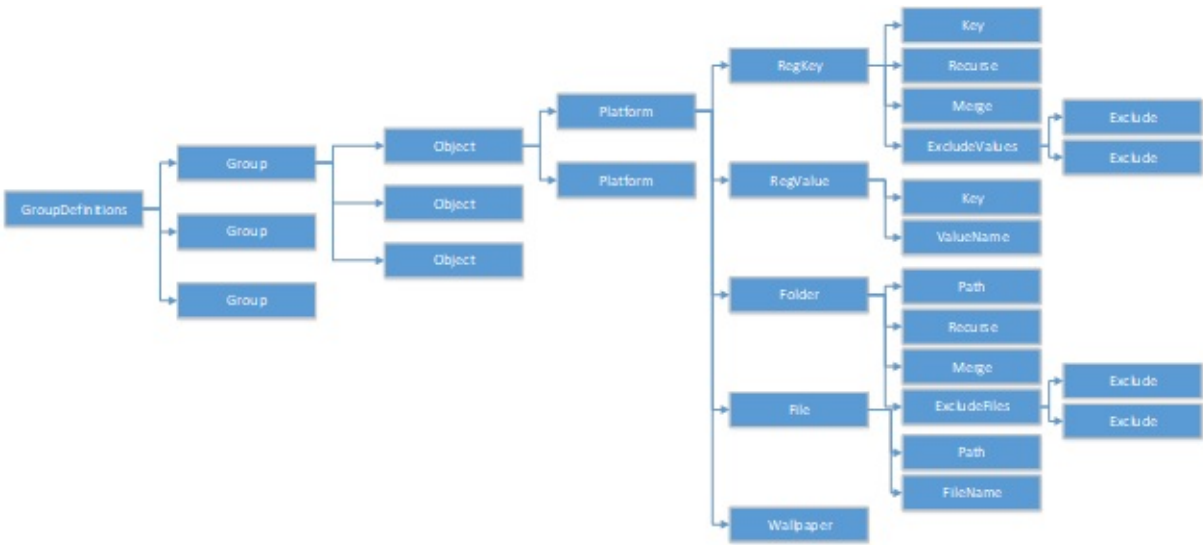 GroupDefinitions
Group
Group
Group
Object
Object
Object
Platform
Platform
RegKey
RegValue
Folder
File
Wallpaper
Key
Recurse
Merge
ExcludeValues
Key
ValueName
Path
Recurse
Merge
ExcludeFiles
Path
FileName
Exclude
Exclude
Exclude
Exclude